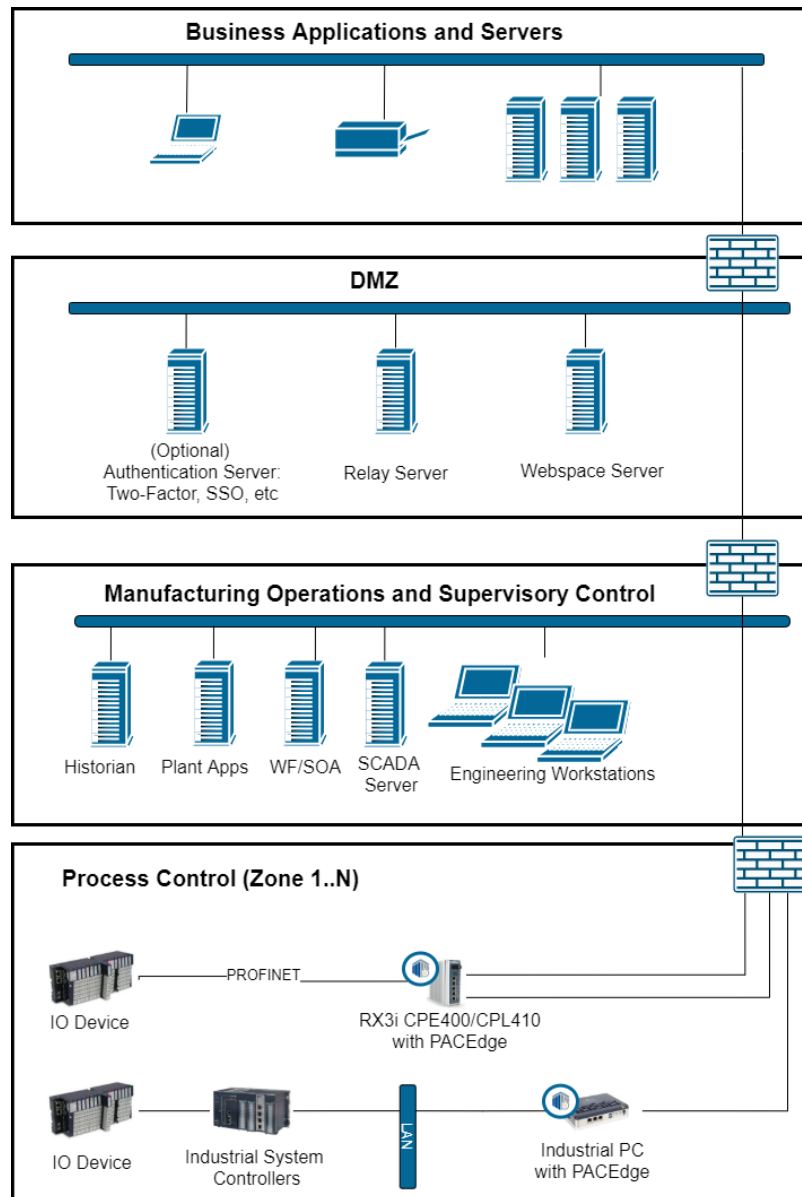 Business Applications and Servers
DMZ
(Optional)
Authentication Server:
Two-Factor, SSO, etc
Relay Server
Webspace Server
Manufacturing Operations and Supervisory Control
Historian
Plant Apps
WF/SOA
SCADA
Server
Engineering Workstations
Process Control (Zone 1..N)
PROFINET
IO Device
RX3i CPE400/CPL410
with PACEdge
LAN
IO Device
Industrial System
Controllers
Industrial PC
with PACEdge